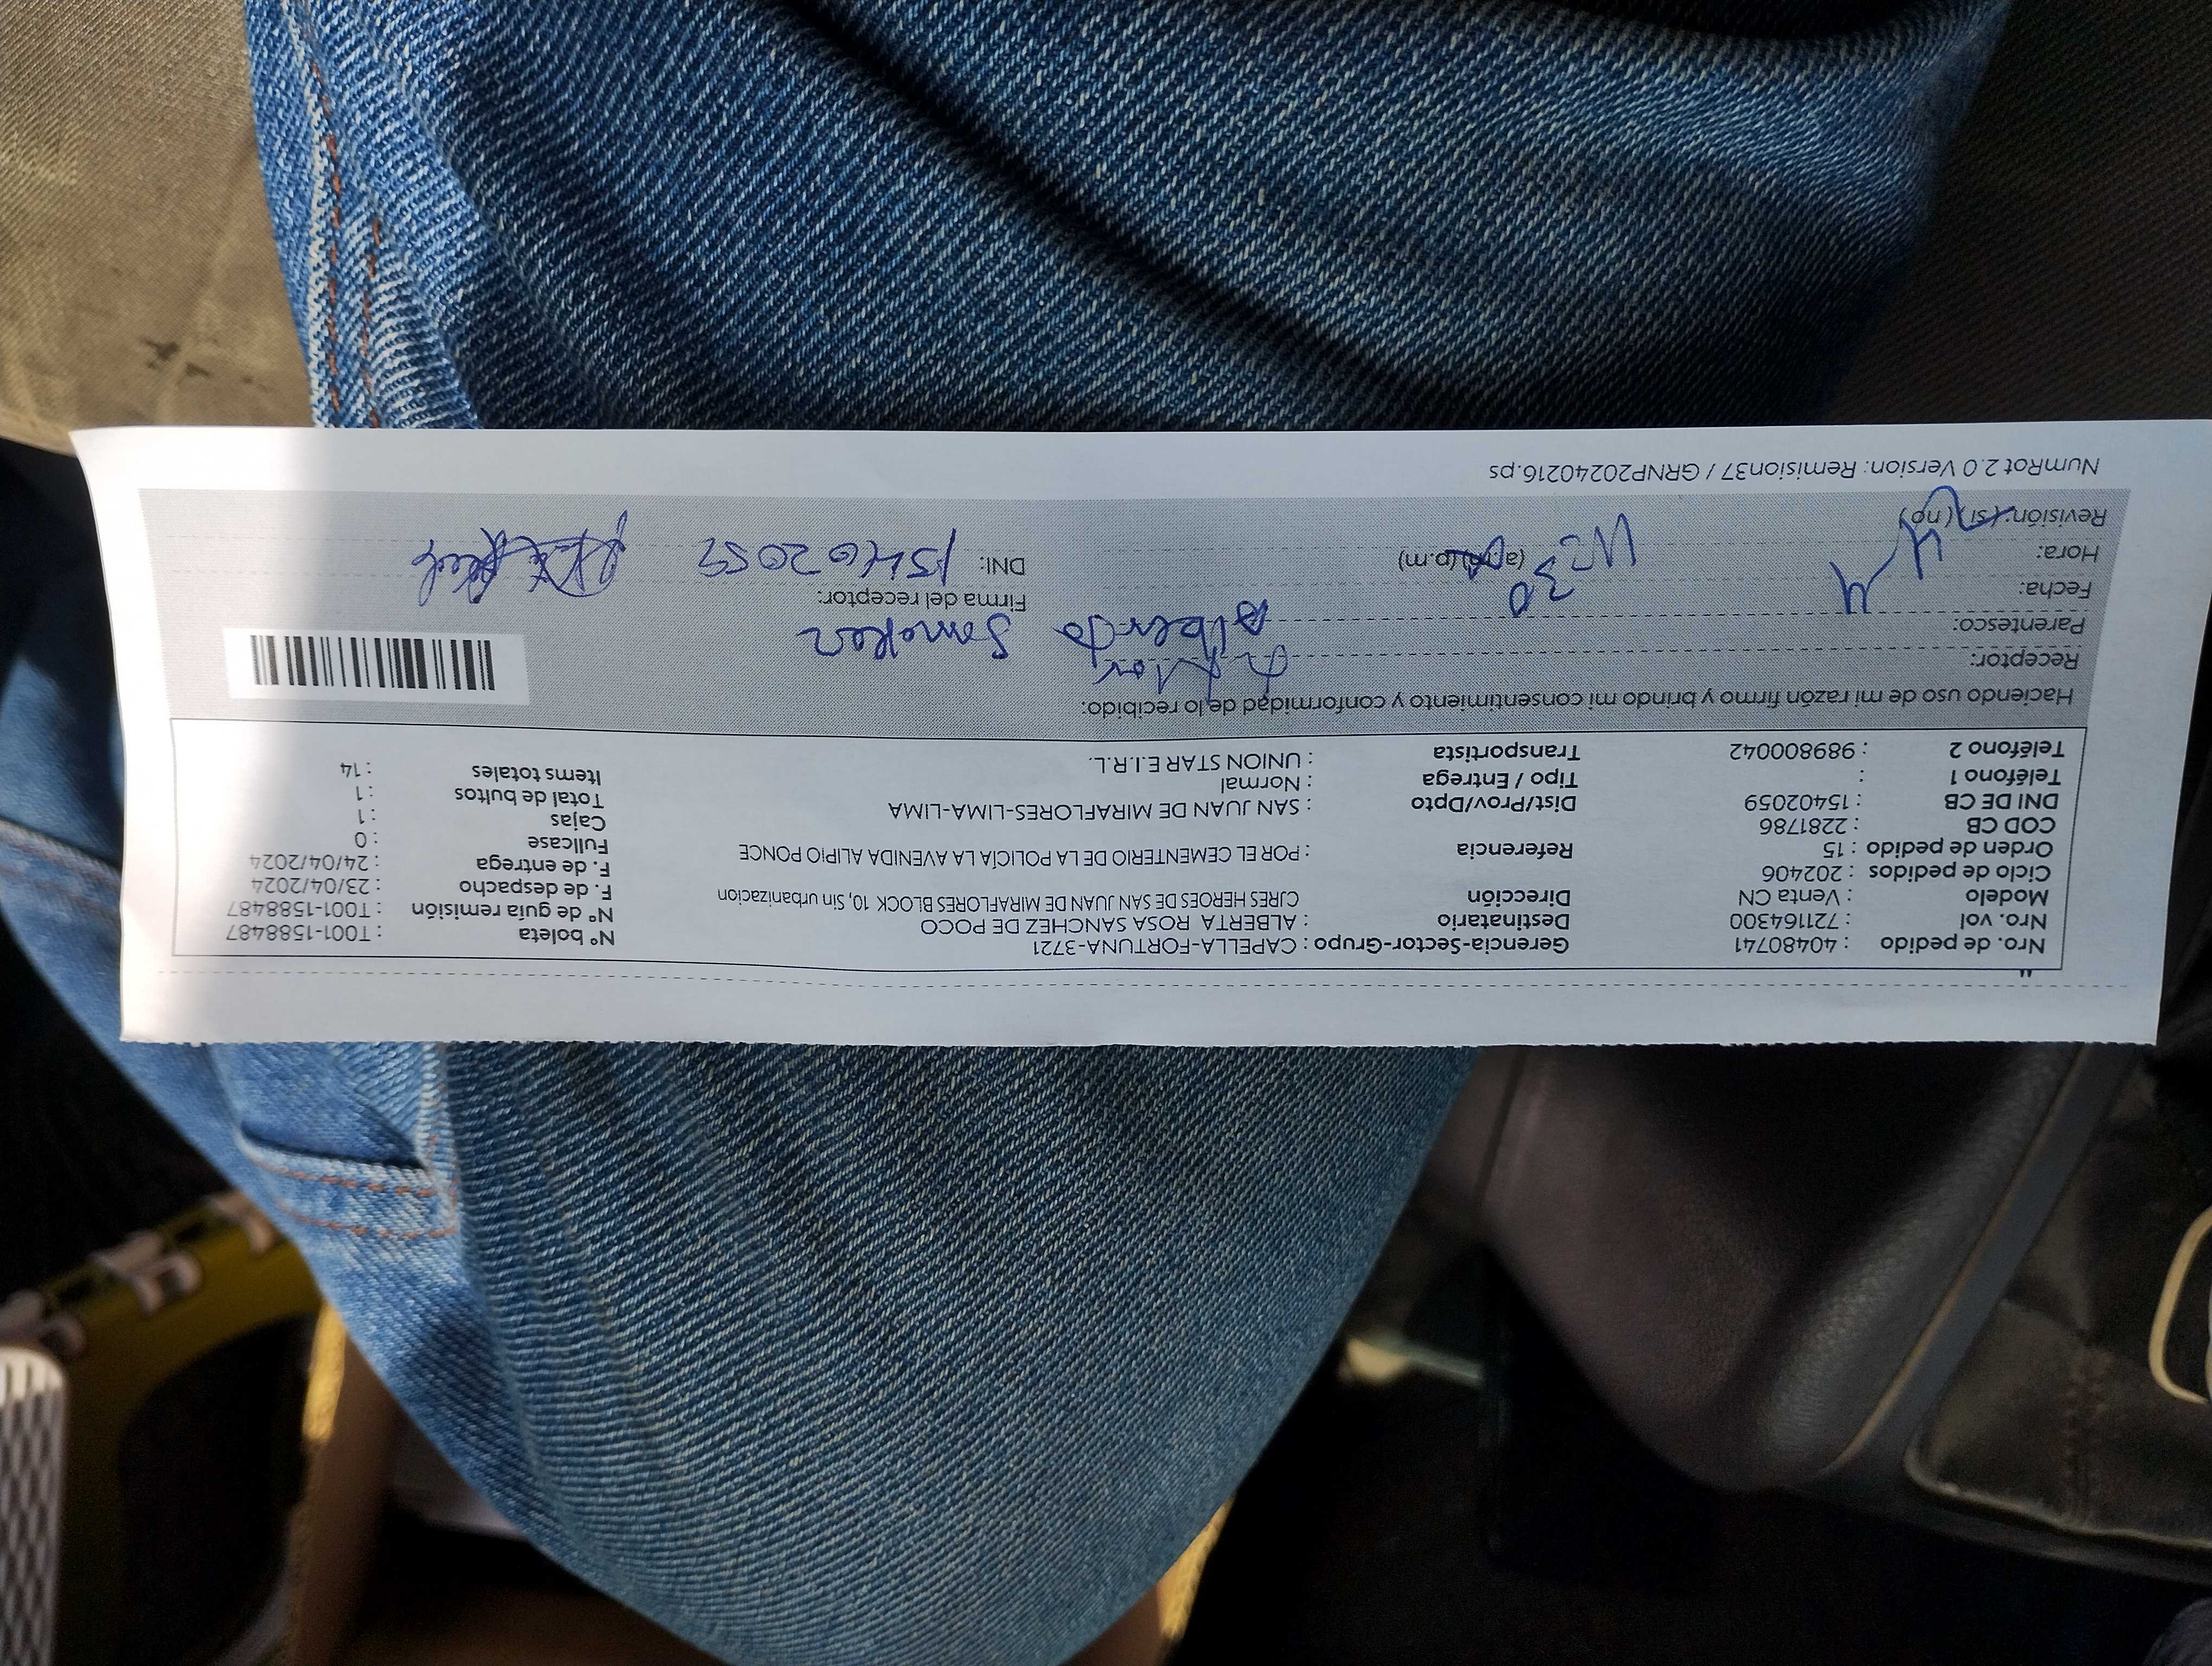 Nro. de pedido : 40480741 Gerencia-Sector-Grupo : CAPELLA-FORTUNA-3721 N° boleta : T001-1588487
Nro. vol : 721164300 Destinatario : ALBERTA ROSA SANCHEZ DE POCO N° de guía remisión : T001-1588487
Modelo : Venta CN Dirección CJRES HEROES DE SAN JUAN DE MIRAFLORES BLOCK 10, Sin urbanizacion F. de despacho : 23/04/2024
Ciclo de pedidos : 202406 F. de entrega : 24/04/2024
Orden de pedido : 15 Referencia : POR EL CEMENTERIO DE LA POLICÍA LA AVENIDA ALIPIO PONCE Fullcase : 0
COD CB : 2281786 Cajas : 1
DNI DE CB : 15402059 Dist/Prov/Dpto : SAN JUAN DE MIRAFLORES-LIMA-LIMA Total de bultos : 1
Teléfono 1 : Tipo / Entrega : Normal Items totales : 14
Teléfono 2 : 989800042 Transportista : UNION STAR E.I.R.L.
Haciendo uso de mi razón firmo y brindo mi consentimiento y conformidad de lo recibido:
Receptor:
Parentesco:
Fecha: Firma del receptor:
Hora: (a.m) (p.m) DNI: 15402059
Revisión: (si) (no)
NumRot 2.0 Version: Remision37 / GRNP20240216.ps